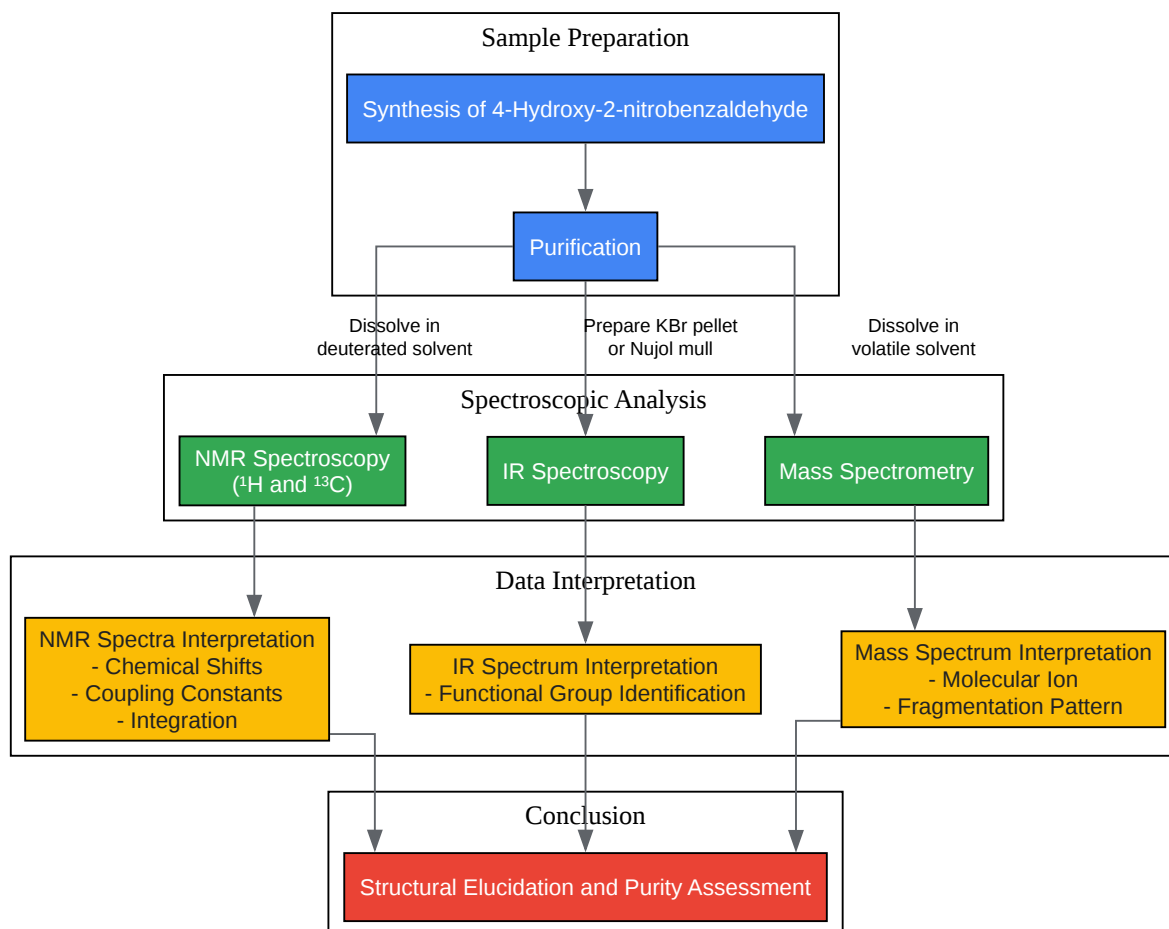 Sample Preparation
Synthesis of 4-Hydroxy-2-nitrobenzaldehyde
Purification
Dissolve in
deuterated solvent
Prepare KBr pellet
or Nujol mull
Dissolve in
volatile solvent
Spectroscopic Analysis
NMR Spectroscopy
(¹H and ¹³C)
IR Spectroscopy
Mass Spectrometry
Data Interpretation
NMR Spectra Interpretation
- Chemical Shifts
- Coupling Constants
- Integration
IR Spectrum Interpretation
- Functional Group Identification
Mass Spectrum Interpretation
- Molecular Ion
- Fragmentation Pattern
Conclusion
Structural Elucidation and Purity Assessment